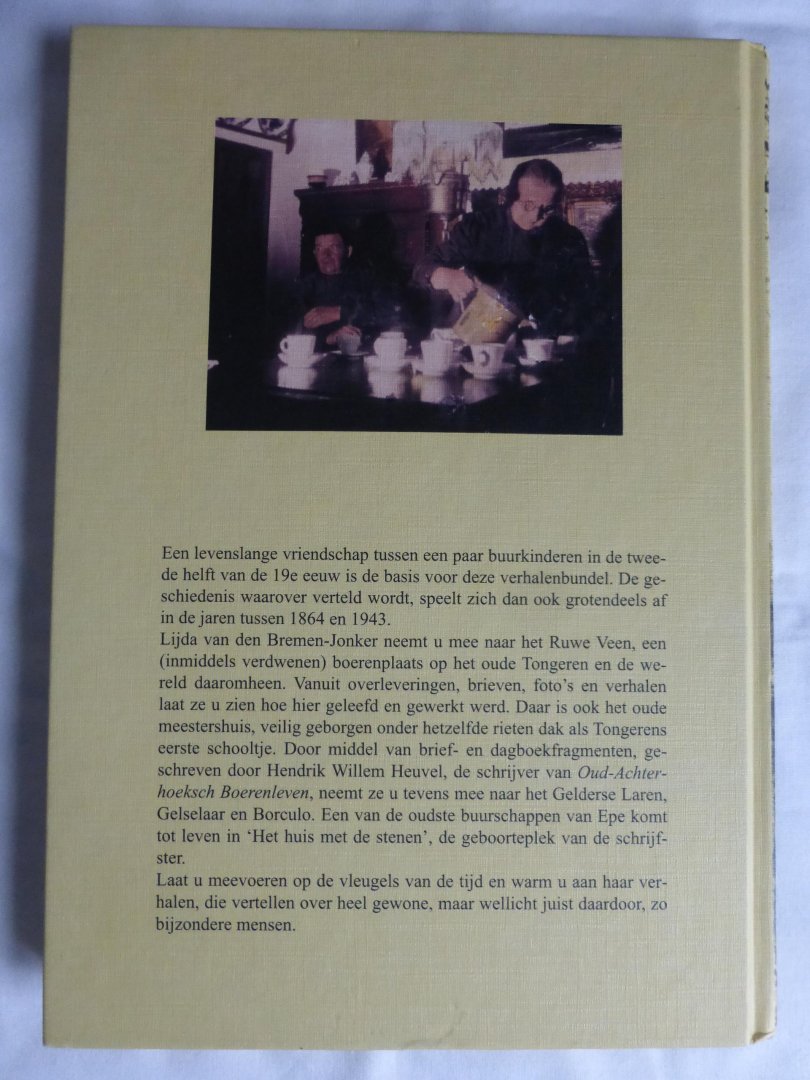 Een levenslange vriendschap tussen een paar buurkinderen in de twee-
de helft van de 19e eeuw is de basis voor deze verhalenbundel. De ge-
schiedenis waarover verteld wordt, speelt zich dan ook grotendeels af
in de jaren tussen 1864 en 1943.
Lijda van den Bremen-Jonker neemt u mee naar het Ruwe Veen, een
(inmiddels verdwenen) boerenplaats op het oude Tongeren en de we-
reld daaromheen. Vanuit overleveringen, brieven, foto's en verhalen
laat ze u zien hoe hier geleefd en gewerkt werd. Daar is ook het oude
meestershuis, veilig geborgen onder hetzelfde rieten dak als Tongerens
eerste schooltje. Door middel van brief- en dagboekfragmenten, ge-
schreven door Hendrik Willem Heuvel, de schrijver van Oud-Achter-
hoeksch Boerenleven, neemt ze u tevens mee naar het Gelderse Laren,
Gelselaar en Borculo. Een van de oudste buurschappen van Epe komt
tot leven in 'Het huis met de stenen', de geboorteplek van de schrijf-
ster.
Laat u meevoeren op de vleugels van de tijd en warm u aan haar ver-
halen, die vertellen over heel gewone, maar wellicht juist daardoor, zo
bijzondere mensen.